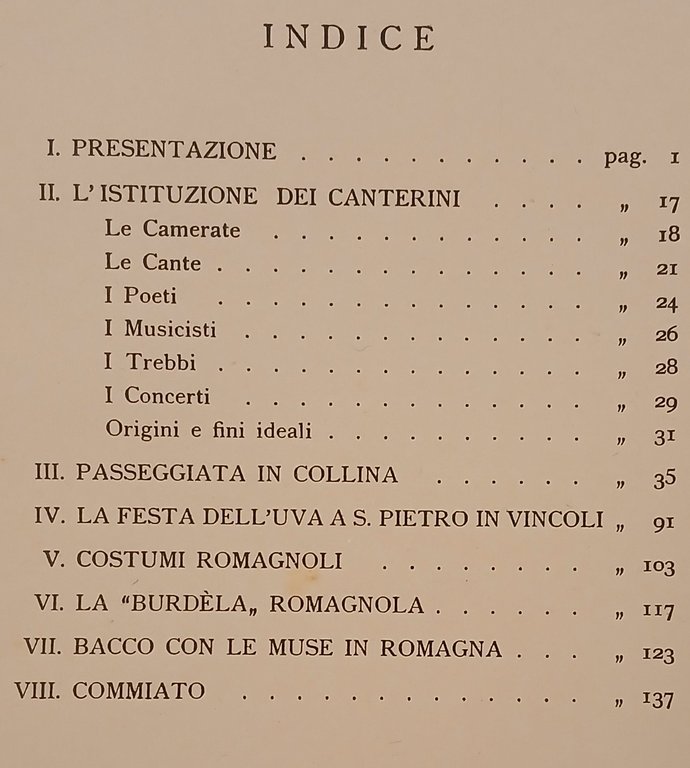 INDICE
I. PRESENTAZIONE . . . . . . . . . . . pag. 1
II. L'ISTITUZIONE DEI CANTERINI . . . . „ 17
Le Camerate . . . . . . . . . . . . „ 18
Le Cante . . . . . . . . . . . . . . „ 21
I Poeti . . . . . . . . . . . . . . „ 24
I Musicisti . . . . . . . . . . . . . „ 26
I Trebbi . . . . . . . . . . . . . . „ 28
I Concerti . . . . . . . . . . . . . „ 29
Origini e fini ideali . . . . . . . . . . „ 31
III. PASSEGGIATA IN COLLINA . . . . . . „ 35
IV. LA FESTA DELL'UVA A S. PIETRO IN VINCOLI „ 91
V. COSTUMI ROMAGNOLI . . . . . . . . „ 103
VI. LA "BURDÈLA„ ROMAGNOLA . . . . . . „ 117
VII. BACCO CON LE MUSE IN ROMAGNA . . . „ 123
VIII. COMMIATO . . . . . . . . . . . . . „ 137